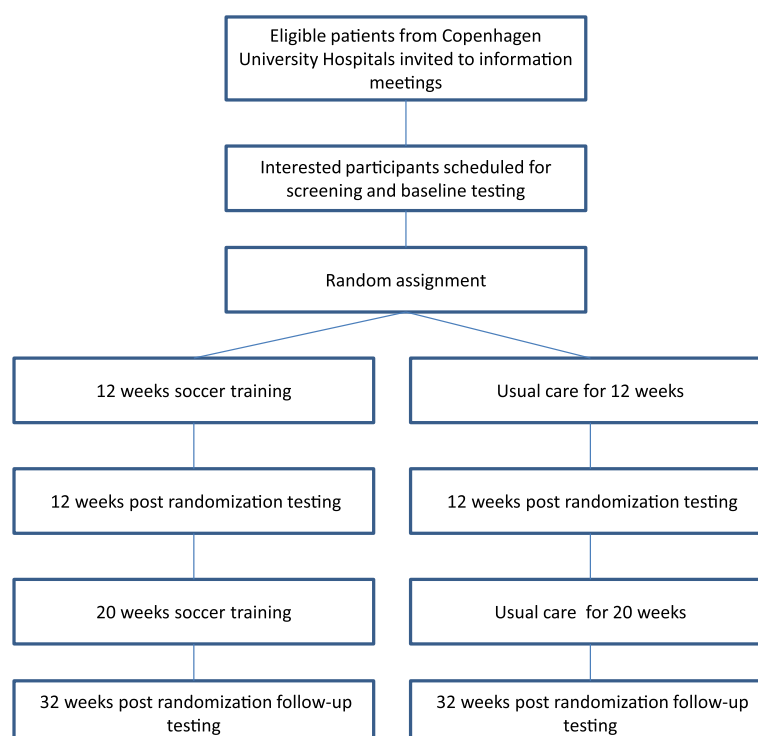 Eligible patients from Copenhagen
University Hospitals invited to information
meetings
Interested participants scheduled for
screening and baseline testing
Random assignment
12 weeks soccer training
Usual care for 12 weeks
12 weeks post randomization testing
12 weeks post randomization testing
20 weeks soccer training
Usual care  for 20 weeks
32 weeks post randomization follow-up
testing
32 weeks post randomization follow-up
testing